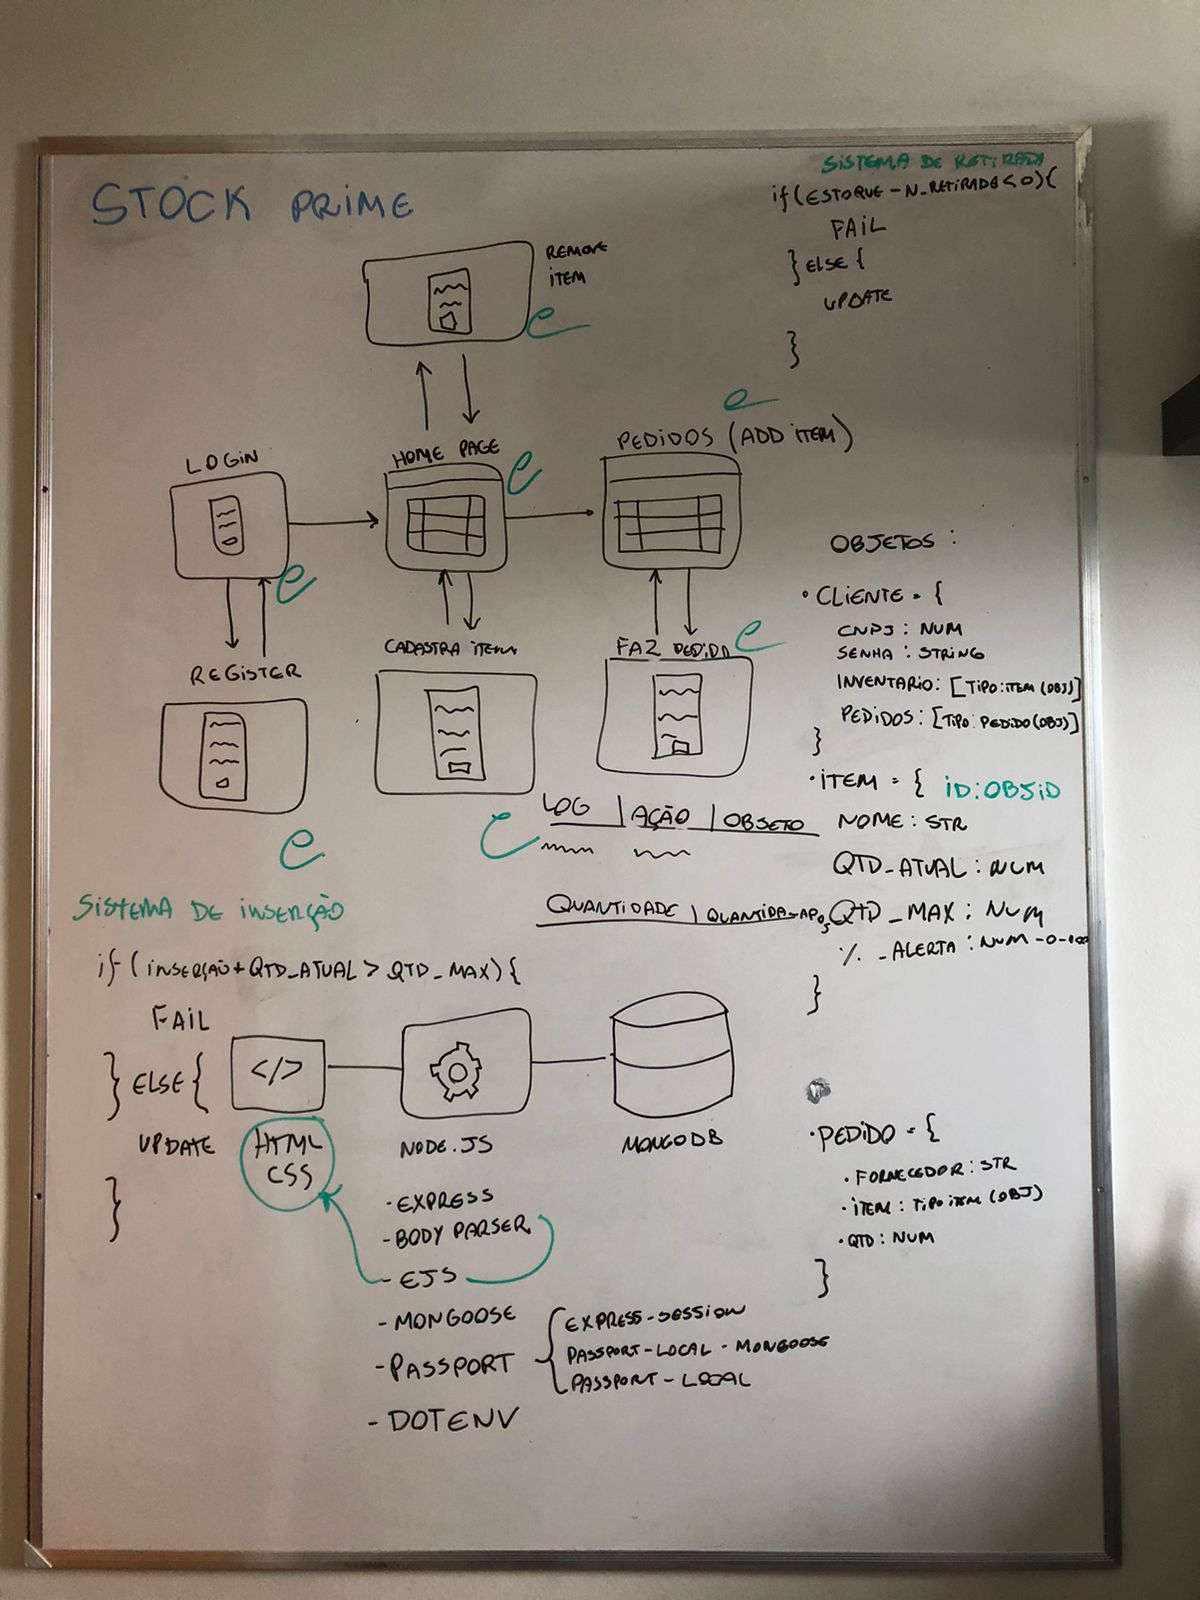 STOCK PRIME
SISTEMA DE RETIRADA
if (ESTOQUE - N_RETIRADO < 0) {
FAIL
} ELSE {
UPDATE
}
REMOVE
ITEM
e
LOGIN
e
HOME PAGE
e
e
PEDIDOS (ADD ITEM)
REGISTER
e
CADASTRA ITEM
e
FAZ PEDIDO
e
OBJETOS :
• CLIENTE = {
CNPJ : NUM
SENHA : STRING
INVENTARIO: [TIPO:ITEM (OBJ)]
PEDIDOS: [TIPO: PEDIDO(OBJ)]
}
• ITEM = { ID:OBJID
NOME: STR
QTD_ATUAL: NUM
QTD_MAX: NUM
%_ALERTA: NUM-0-100
}
LOG | AÇÃO | OBJETO
QUANTIDADE | QUANTIDA-APOS
SISTEMA DE INSERÇÃO
if (INSERÇÃO + QTD_ATUAL > QTD_MAX) {
FAIL
} ELSE {
UPDATE
}
</>
HTML
CSS
NODE.JS
MONGODB
- EXPRESS
- BODY PARSER
- EJS
- MONGOOSE
- PASSPORT
EXPRESS-SESSION
PASSPORT-LOCAL-MONGOOSE
PASSPORT-LOCAL
- DOTENV
• PEDIDO = {
• FORNECEDOR: STR
• ITEM: TIPO ITEM (OBJ)
• QTD: NUM
}